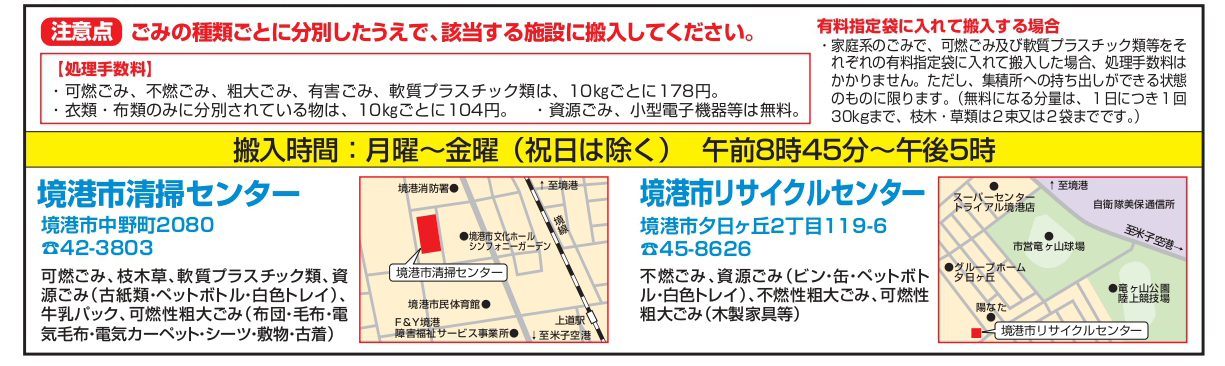 注意点 ごみの種類ごとに分別したうえで、該当する施設に搬入してください。
【処理手数料】
・可燃ごみ、不燃ごみ、粗大ごみ、有害ごみ、軟質プラスチック類は、10kgごとに178円。
・衣類・布類のみに分別されている物は、10kgごとに104円。 ・資源ごみ、小型電子機器等は無料。
有料指定袋に入れて搬入する場合
・家庭系のごみで、可燃ごみ及び軟質プラスチック類等をそ
れぞれの有料指定袋に入れて搬入した場合、処理手数料は
かかりません。ただし、集積所への持ち出しができる状態
のものに限ります。（無料になる分量は、1日につき1回
30kgまで、枝木・草類は2束又は2袋までです。）
搬入時間：月曜～金曜（祝日は除く） 午前8時45分～午後5時
境港市清掃センター
境港市中野町2080
☎42-3803
可燃ごみ、枝木草、軟質プラスチック類、資
源ごみ（古紙類・ペットボトル・白色トレイ）、
牛乳パック、可燃性粗大ごみ（布団・毛布・電
気毛布・電気カーペット・シーツ・敷物・古着）
境港消防署●
↑至境港
境線
●境港市文化ホール
シンフォニーガーデン
境港市清掃センター
境港市民体育館●
F&Y境港
障害福祉サービス事業所●
上道駅
↓至米子空港
境港市リサイクルセンター
境港市夕日ヶ丘2丁目119-6
☎45-8626
不燃ごみ、資源ごみ（ビン・缶・ペットボト
ル・白色トレイ）、不燃性粗大ごみ、可燃性
粗大ごみ（木製家具等）
スーパーセンター
トライアル境港店
↑至境港
自衛隊美保通信所
至米子空港→
市営竜ヶ山球場
●グループホーム
夕日ヶ丘
●竜ヶ山公園
陸上競技場
陽なた
境港市リサイクルセンター